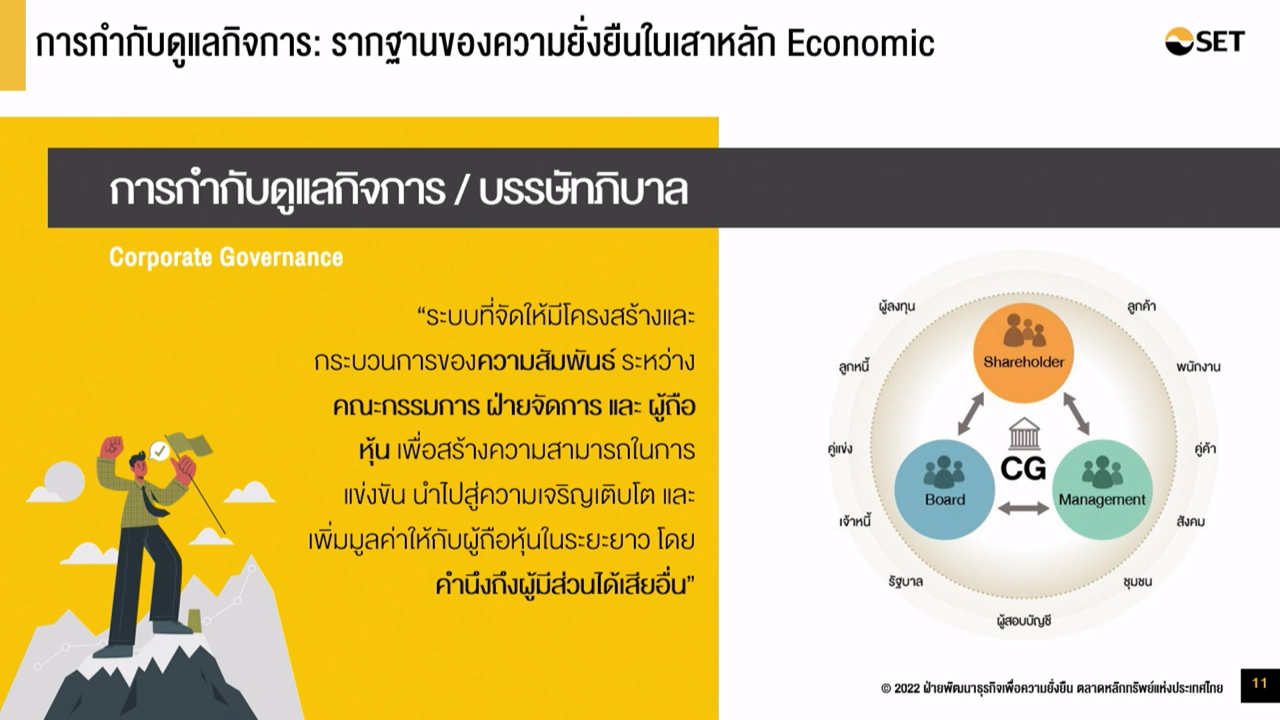 การกำกับดูแลกิจการ: รากฐานของความยั่งยืนในเสาหลัก Economic
SET
การกำกับดูแลกิจการ / บรรษัทภิบาล
Corporate Governance
“ระบบที่จัดให้มีโครงสร้างและ
กระบวนการของความสัมพันธ์ ระหว่าง
คณะกรรมการ ฝ่ายจัดการ และ ผู้ถือ
หุ้น เพื่อสร้างความสามารถในการ
แข่งขัน นำไปสู่ความเจริญเติบโต และ
เพิ่มมูลค่าให้กับผู้ถือหุ้นในระยะยาว โดย
คำนึงถึงผู้มีส่วนได้เสียอื่น”
ผู้ลงทุน
ลูกค้า
Shareholder
ลูกหนี้
พนักงาน
คู่แข่ง
คู่ค้า
CG
Board
Management
เจ้าหนี้
สังคม
รัฐบาล
ชุมชน
ผู้สอบบัญชี
© 2022 ฝ่ายพัฒนาธุรกิจเพื่อความยั่งยืน ตลาดหลักทรัพย์แห่งประเทศไทย
11